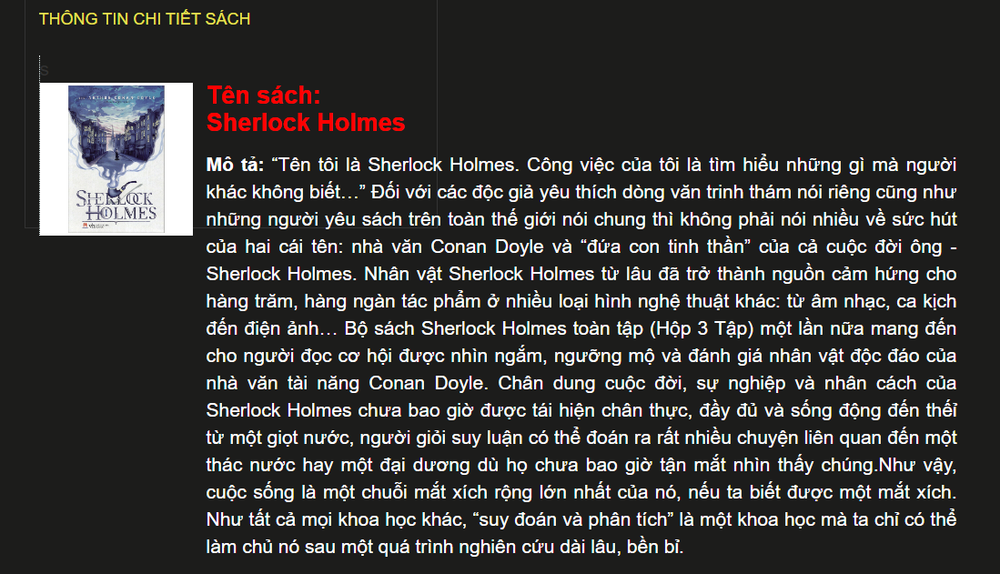 THÔNG TIN CHI TIẾT SÁCH
s
ARTHUR CONAN DOYLE
SHERLOCK
HOLMES
Tên sách:
Sherlock Holmes
Mô tả: “Tên tôi là Sherlock Holmes. Công việc của tôi là tìm hiểu những gì mà người
khác không biết…” Đối với các độc giả yêu thích dòng văn trinh thám nói riêng cũng như
những người yêu sách trên toàn thế giới nói chung thì không phải nói nhiều về sức hút
của hai cái tên: nhà văn Conan Doyle và “đứa con tinh thần” của cả cuộc đời ông -
Sherlock Holmes. Nhân vật Sherlock Holmes từ lâu đã trở thành nguồn cảm hứng cho
hàng trăm, hàng ngàn tác phẩm ở nhiều loại hình nghệ thuật khác: từ âm nhạc, ca kịch
đến điện ảnh… Bộ sách Sherlock Holmes toàn tập (Hộp 3 Tập) một lần nữa mang đến
cho người đọc cơ hội được nhìn ngắm, ngưỡng mộ và đánh giá nhân vật độc đáo của
nhà văn tài năng Conan Doyle. Chân dung cuộc đời, sự nghiệp và nhân cách của
Sherlock Holmes chưa bao giờ được tái hiện chân thực, đầy đủ và sống động đến thếỉ
từ một giọt nước, người giỏi suy luận có thể đoán ra rất nhiều chuyện liên quan đến một
thác nước hay một đại dương dù họ chưa bao giờ tận mắt nhìn thấy chúng.Như vậy,
cuộc sống là một chuỗi mắt xích rộng lớn nhất của nó, nếu ta biết được một mắt xích.
Như tất cả mọi khoa học khác, “suy đoán và phân tích” là một khoa học mà ta chỉ có thể
làm chủ nó sau một quá trình nghiên cứu dài lâu, bền bỉ.